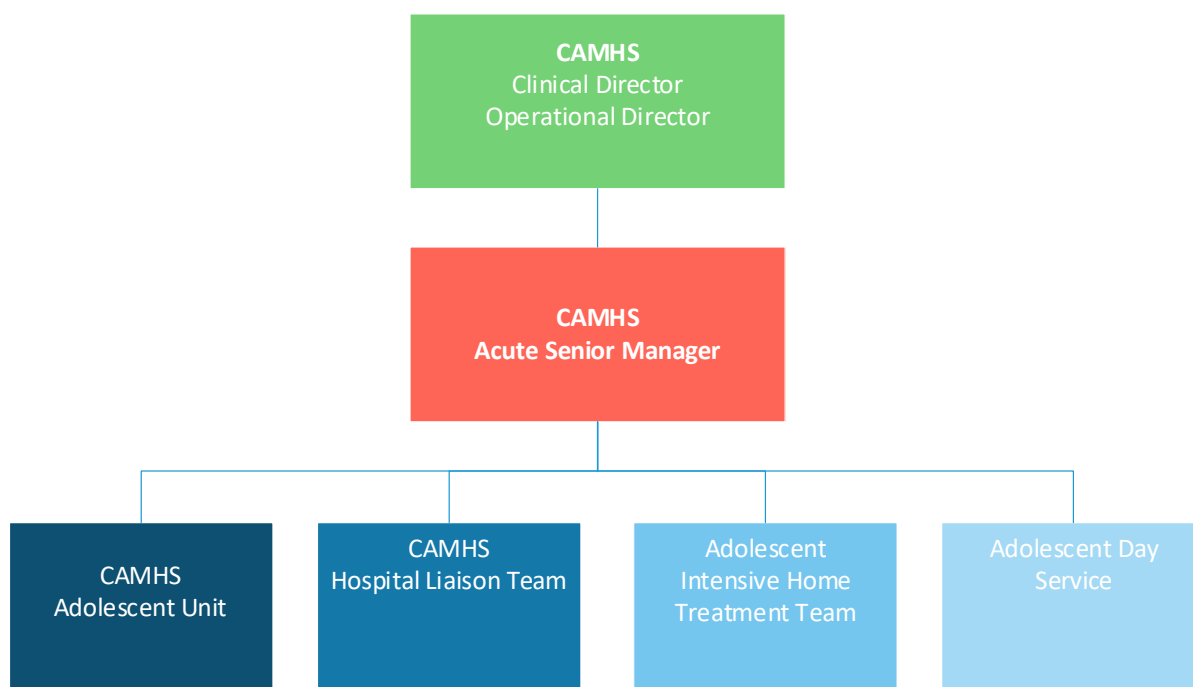 CAMHS
Clinical Director
Operational Director
CAMHS
Acute Senior Manager
CAMHS
Adolescent Unit
CAMHS
Hospital Liaison Team
Adolescent
Intensive Home
Treatment Team
Adolescent Day
Service